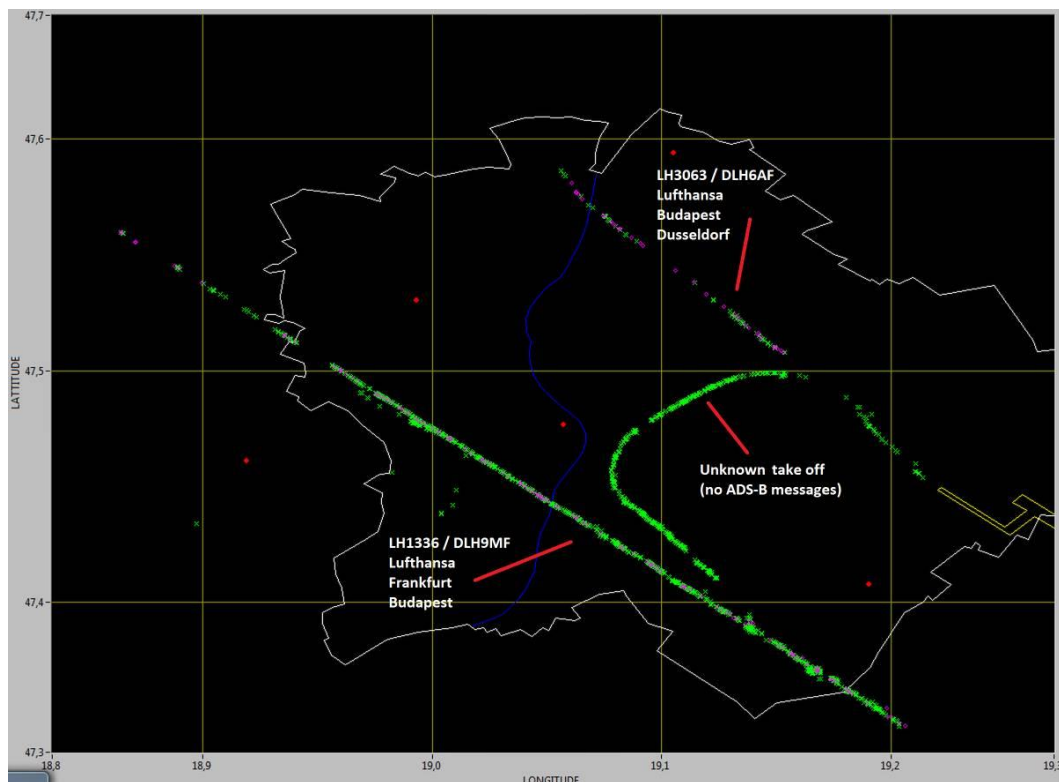 47,7
47,6
LH3063 / DLH6AF
Lufthansa
Budapest
Dusseldorf
47,5
LATTITUDE
Unknown take off
(no ADS-B messages)
LH1336 / DLH9MF
Lufthansa
Frankfurt
Budapest
47,4
47,3
18,8
18,9
19,0
19,1
19,2
LONGITUDE